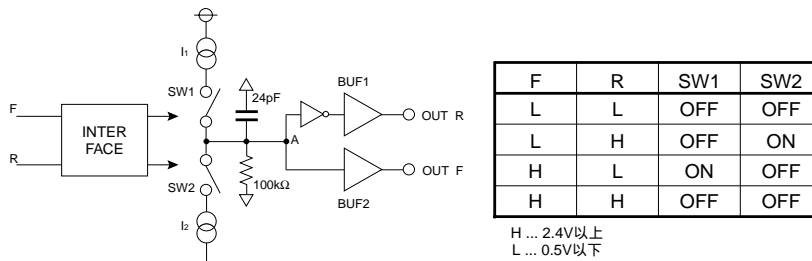 I1
SW1
24pF
BUF1
OUT R
F
INTER
FACE
R
A
SW2
100kΩ
BUF2
OUT F
I2
F R SW1 SW2
L L OFF OFF
L H OFF ON
H L ON OFF
H H OFF OFF
H ... 2.4V以上
L ... 0.5V以下